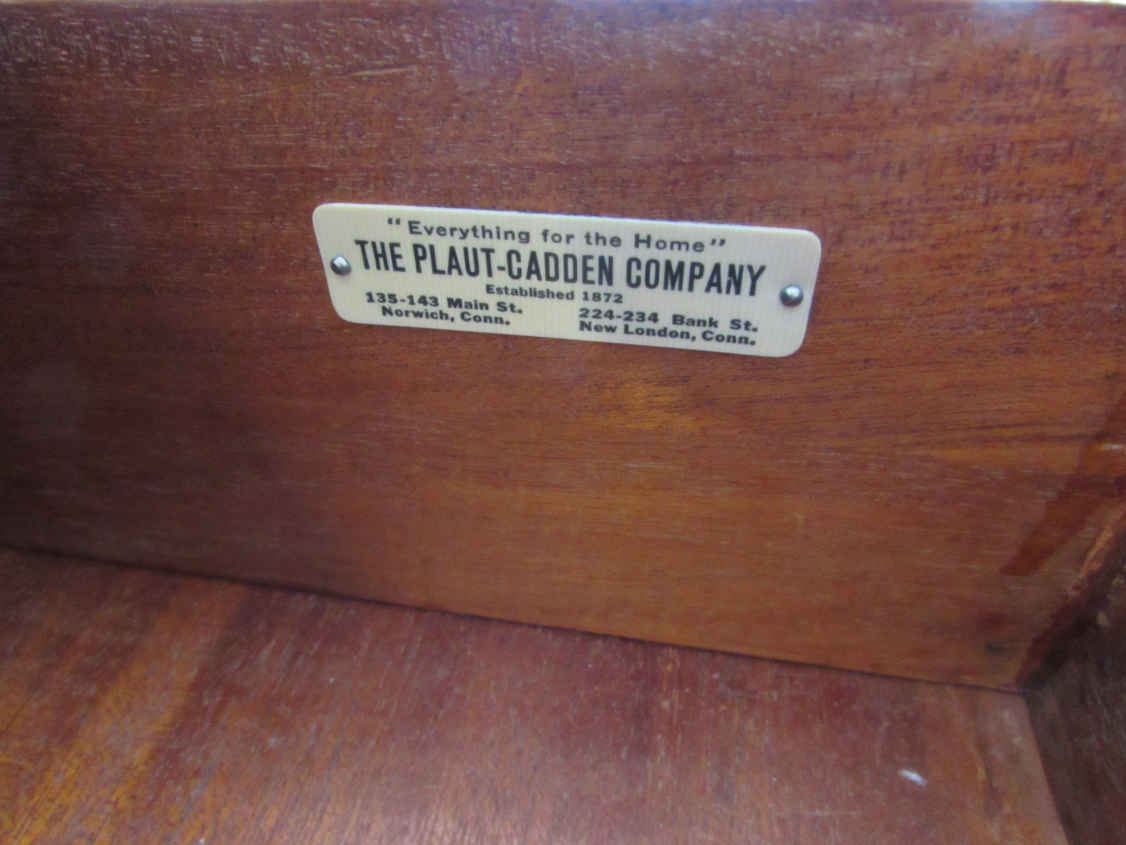 "Everything for the Home"
THE PLAUT-CADDEN COMPANY
Established 1872
135-143 Main St.
Norwich, Conn.
224-234 Bank St.
New London, Conn.